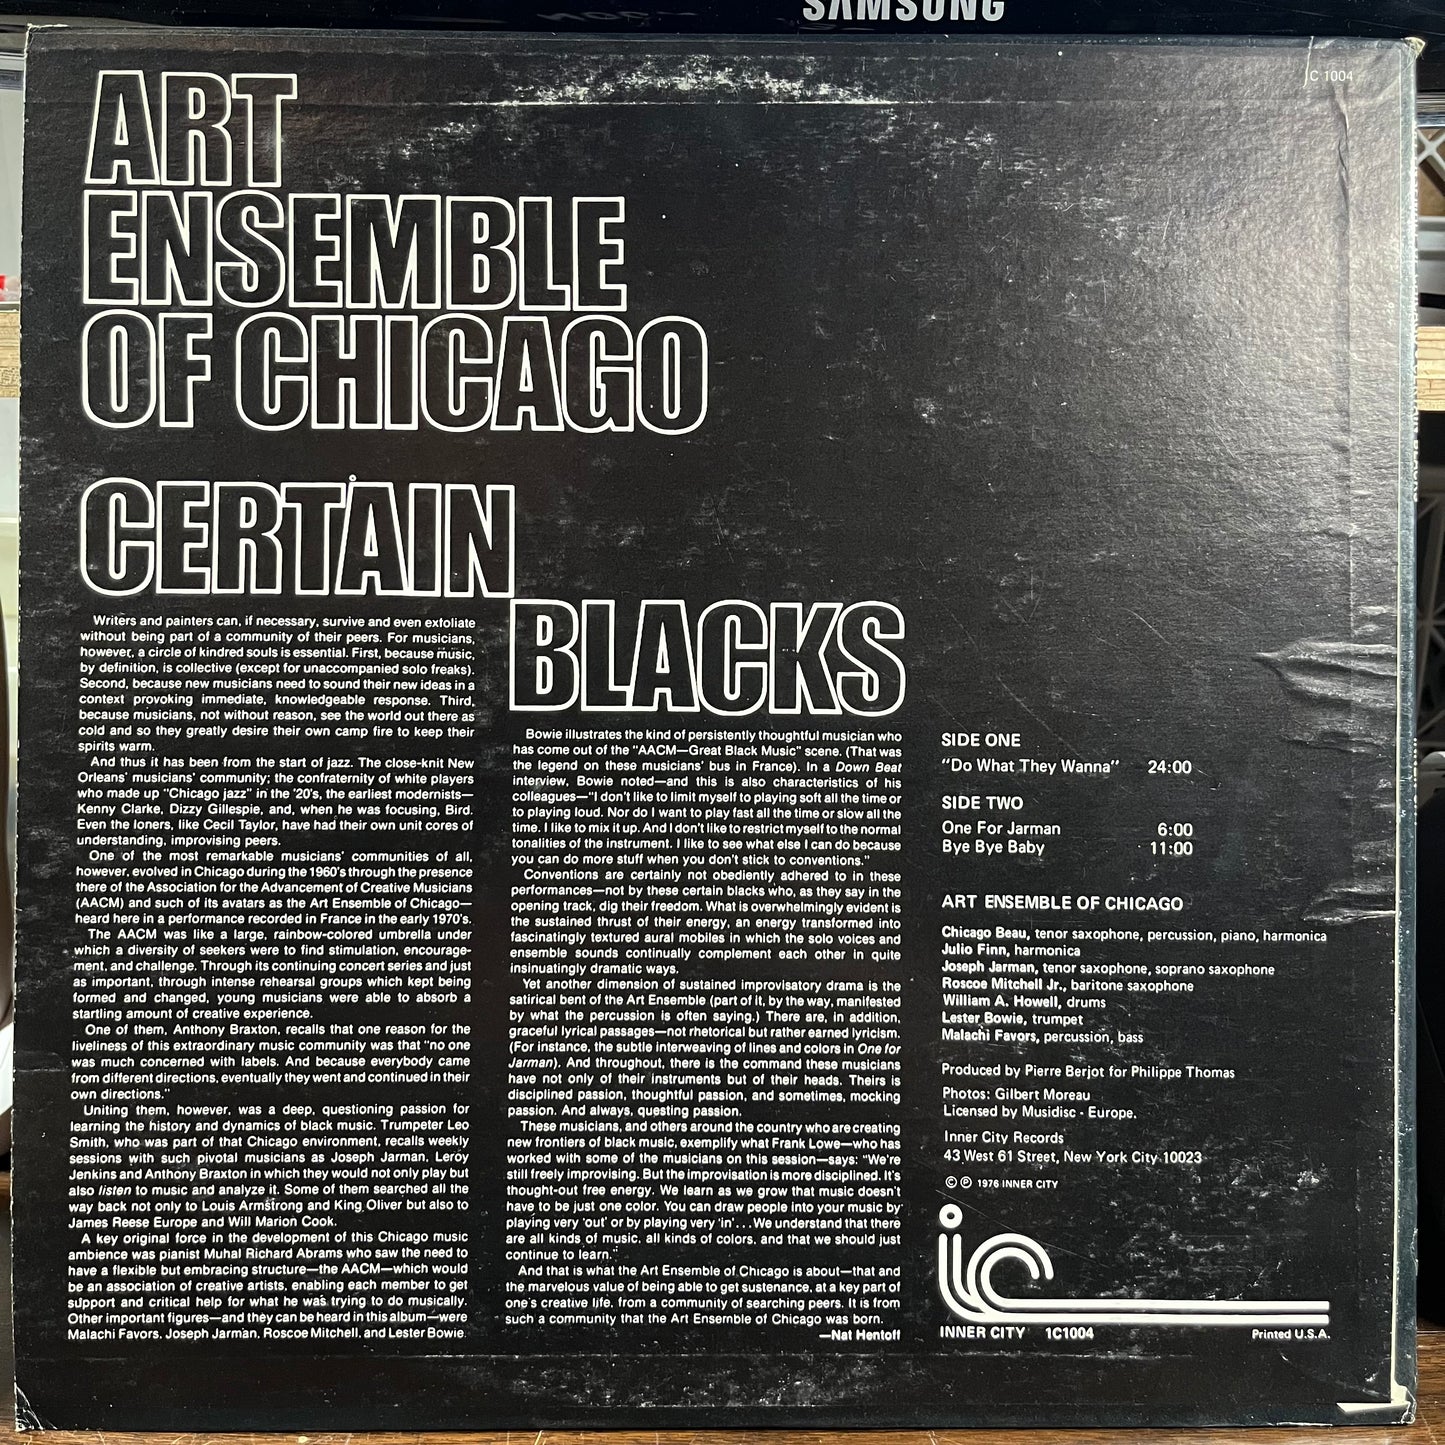 SAMSUNG
IC 1004
ART
ENSEMBLE
OF CHICAGO
CERTAIN
BLACKS
Writers and painters can, if necessary, survive and even exfoliate
without being part of a community of their peers. For musicians,
however, a circle of kindred souls is essential. First, because music,
by definition, is collective (except for unaccompanied solo freaks).
Second, because new musicians need to sound their new ideas in a
context provoking immediate, knowledgeable response. Third,
because musicians, not without reason, see the world out there as
cold and so they greatly desire their own camp fire to keep their
spirits warm.
And thus it has been from the start of jazz. The close-knit New
Orleans' musicians' community; the confraternity of white players
who made up "Chicago jazz" in the '20's, the earliest modernists—
Kenny Clarke, Dizzy Gillespie, and, when he was focusing, Bird.
Even the loners, like Cecil Taylor, have had their own unit cores of
understanding, improvising peers.
One of the most remarkable musicians' communities of all,
however, evolved in Chicago during the 1960's through the presence
there of the Association for the Advancement of Creative Musicians
(AACM) and such of its avatars as the Art Ensemble of Chicago—
heard here in a performance recorded in France in the early 1970's.
The AACM was like a large, rainbow-colored umbrella under
which a diversity of seekers were to find stimulation, encourage-
ment, and challenge. Through its continuing concert series and just
as important, through intense rehearsal groups which kept being
formed and changed, young musicians were able to absorb a
startling amount of creative experience.
One of them, Anthony Braxton, recalls that one reason for the
liveliness of this extraordinary music community was that "no one
was much concerned with labels. And because everybody came
from different directions, eventually they went and continued in their
own directions."
Uniting them, however, was a deep, questioning passion for
learning the history and dynamics of black music. Trumpeter Leo
Smith, who was part of that Chicago environment, recalls weekly
sessions with such pivotal musicians as Joseph Jarman, Leroy
Jenkins and Anthony Braxton in which they would not only play but
also listen to music and analyze it. Some of them searched all the
way back not only to Louis Armstrong and King Oliver but also to
James Reese Europe and Will Marion Cook.
A key original force in the development of this Chicago music
ambience was pianist Muhal Richard Abrams who saw the need to
have a flexible but embracing structure—the AACM—which would
be an association of creative artists, enabling each member to get
support and critical help for what he was trying to do musically.
Other important figures—and they can be heard in this album—were
Malachi Favors, Joseph Jarman, Roscoe Mitchell, and Lester Bowie.
Bowie illustrates the kind of persistently thoughtful musician who
has come out of the "AACM—Great Black Music" scene. (That was
the legend on these musicians' bus in France). In a Down Beat
interview, Bowie noted—and this is also characteristics of his
colleagues—"I don't like to limit myself to playing soft all the time or
to playing loud. Nor do I want to play fast all the time or slow all the
time. I like to mix it up. And I don't like to restrict myself to the normal
tonalities of the instrument. I like to see what else I can do because
you can do more stuff when you don't stick to conventions."
Conventions are certainly not obediently adhered to in these
performances—not by these certain blacks who, as they say in the
opening track, dig their freedom. What is overwhelmingly evident is
the sustained thrust of their energy, an energy transformed into
fascinatingly textured aural mobiles in which the solo voices and
ensemble sounds continually complement each other in quite
insinuatingly dramatic ways.
Yet another dimension of sustained improvisatory drama is the
satirical bent of the Art Ensemble (part of it, by the way, manifested
by what the percussion is often saying.) There are, in addition,
graceful lyrical passages—not rhetorical but rather earned lyricism.
(For instance, the subtle interweaving of lines and colors in One for
Jarman). And throughout, there is the command these musicians
have not only of their instruments but of their heads. Theirs is
disciplined passion, thoughtful passion, and sometimes, mocking
passion. And always, questing passion.
These musicians, and others around the country who are creating
new frontiers of black music, exemplify what Frank Lowe—who has
worked with some of the musicians on this session—says: "We're
still freely improvising. But the improvisation is more disciplined. It's
thought-out free energy. We learn as we grow that music doesn't
have to be just one color. You can draw people into your music by
playing very 'out' or by playing very 'in'... We understand that there
are all kinds of music, all kinds of colors, and that we should just
continue to learn."
And that is what the Art Ensemble of Chicago is about—that and
the marvelous value of being able to get sustenance, at a key part of
one's creative life, from a community of searching peers. It is from
such a community that the Art Ensemble of Chicago was born.
—Nat Hentoff
SIDE ONE
"Do What They Wanna" 24:00
SIDE TWO
One For Jarman 6:00
Bye Bye Baby 11:00
ART ENSEMBLE OF CHICAGO
Chicago Beau, tenor saxophone, percussion, piano, harmonica
Julio Finn, harmonica
Joseph Jarman, tenor saxophone, soprano saxophone
Roscoe Mitchell Jr., baritone saxophone
William A. Howell, drums
Lester Bowie, trumpet
Malachi Favors, percussion, bass
Produced by Pierre Berjot for Philippe Thomas
Photos: Gilbert Moreau
Licensed by Musidisc - Europe.
Inner City Records
43 West 61 Street, New York City 10023
© ℗ 1976 INNER CITY
ic
INNER CITY 1C1004
Printed U.S.A.